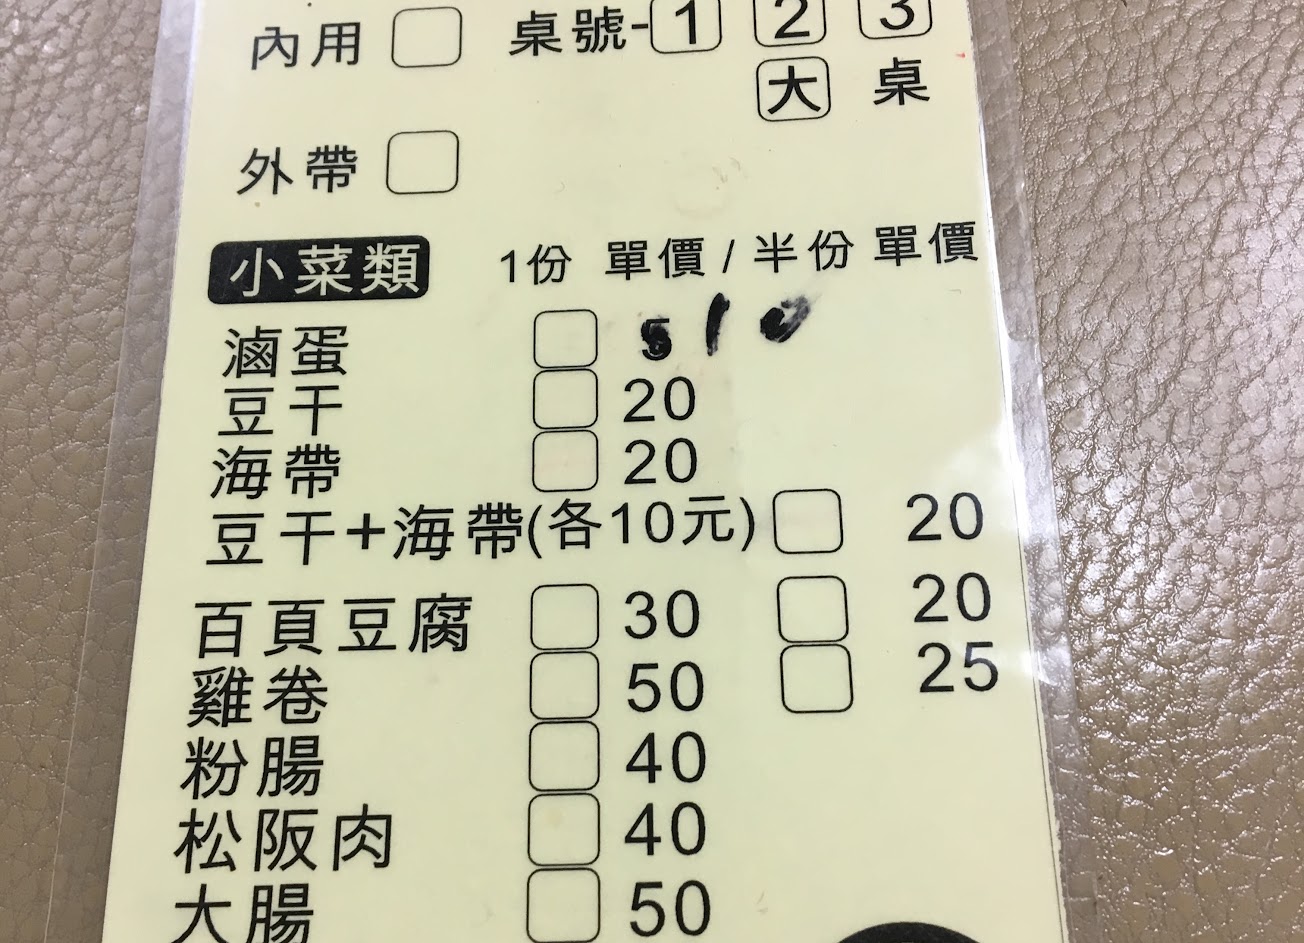 內用 桌號-1 2 3
大 桌
外帶
小菜類 1份 單價 / 半份 單價
滷蛋 10
豆干 20
海帶 20
豆干+海帶(各10元) 20
百頁豆腐 30 20
雞卷 50 25
粉腸 40
松阪肉 40
大腸 50